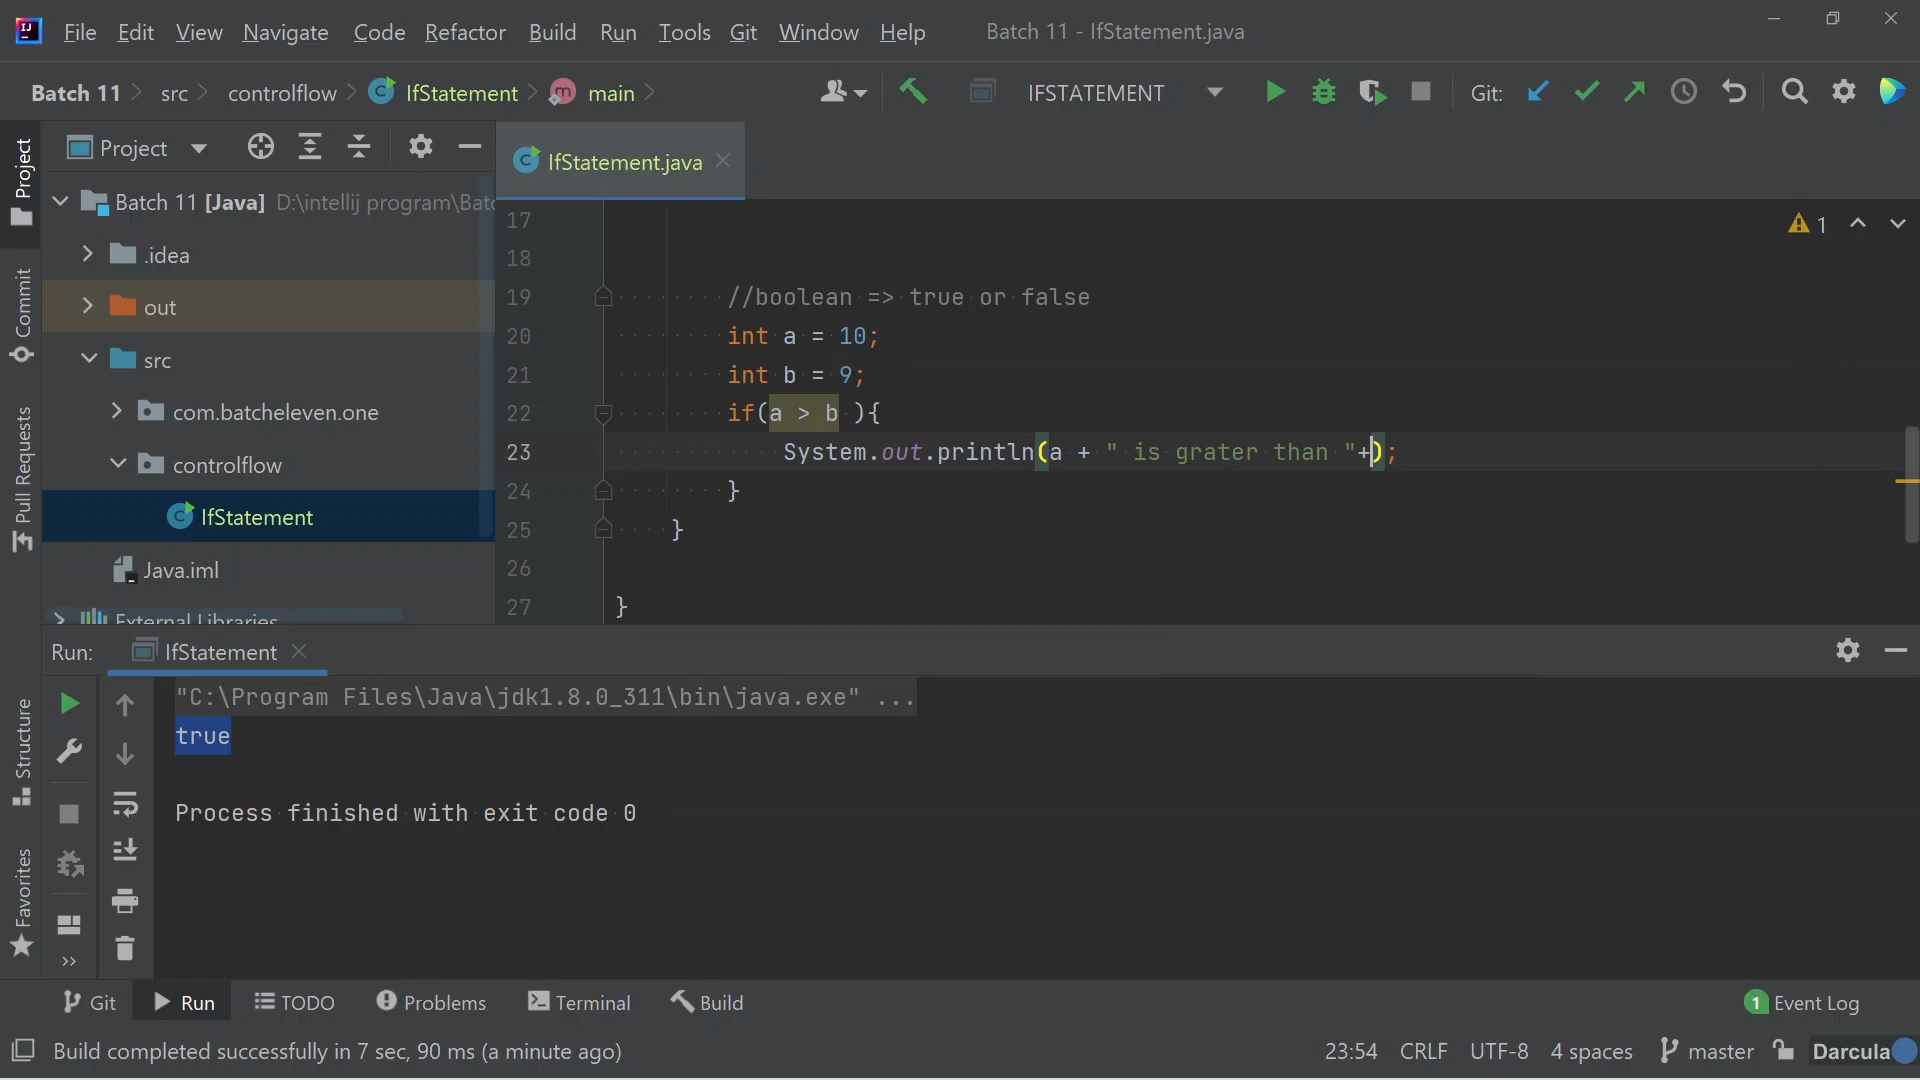 File Edit View Navigate Code Refactor Build Run Tools Git Window Help Batch 11 - IfStatement.java
Batch 11 src controlflow IfStatement main IFSTATEMENT Git:
Project Project IfStatement.java
Batch 11 [Java] D:\intellij program\Batc
.idea
out
src
com.batcheleven.one
controlflow
IfStatement
Java.iml
External Libraries
Commit
Pull Requests
Structure
Favorites
1
17
18
19 //boolean => true or false
20 int a = 10;
21 int b = 9;
22 if(a > b ){
23 System.out.println(a + " is grater than "+);
24 }
25 }
26
27 }
Run: IfStatement
"C:\Program Files\Java\jdk1.8.0_311\bin\java.exe" ...
true
Process finished with exit code 0
Git Run TODO Problems Terminal Build 1 Event Log
Build completed successfully in 7 sec, 90 ms (a minute ago) 23:54 CRLF UTF-8 4 spaces master Darcula